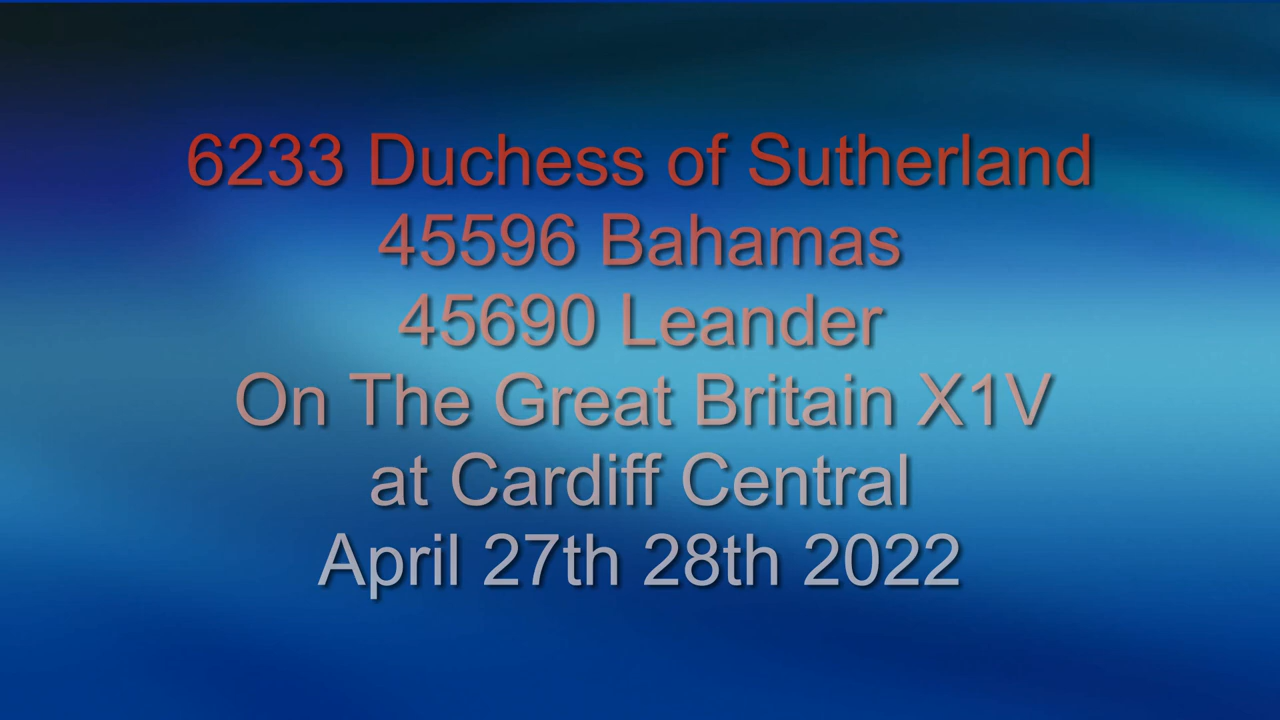 6233 Duchess of Sutherland
45596 Bahamas
45690 Leander
On The Great Britain X1V
at Cardiff Central
April 27th 28th 2022